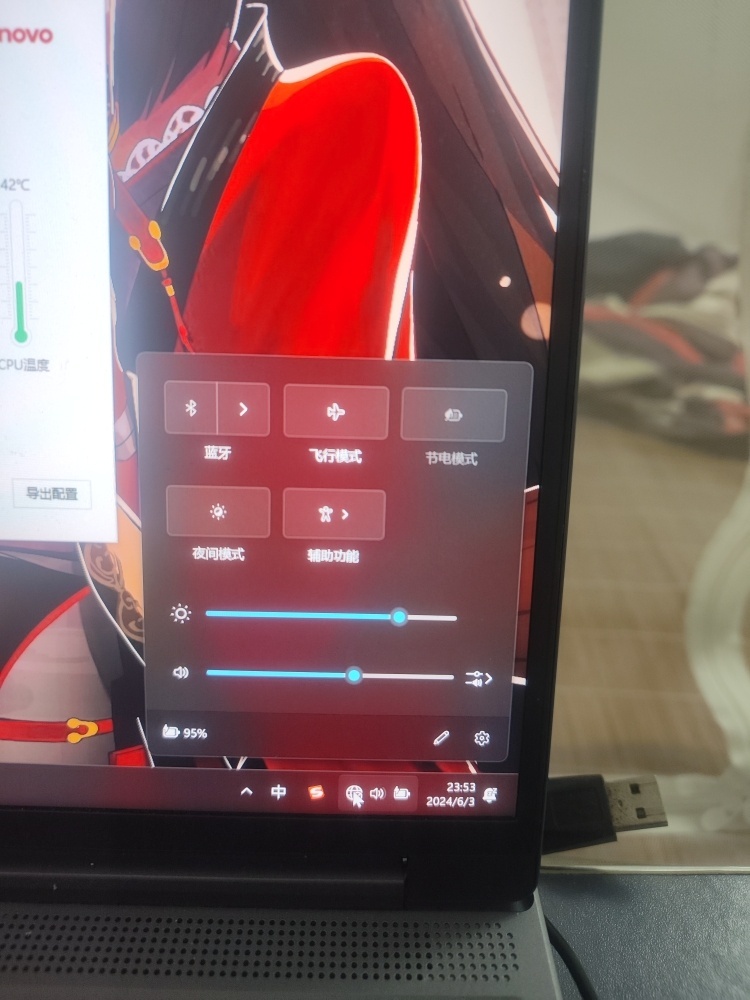 novo
42℃
CPU温度
导出配置
蓝牙
飞行模式
节电模式
夜间模式
辅助功能
95%
中
23:53
2024/6/3